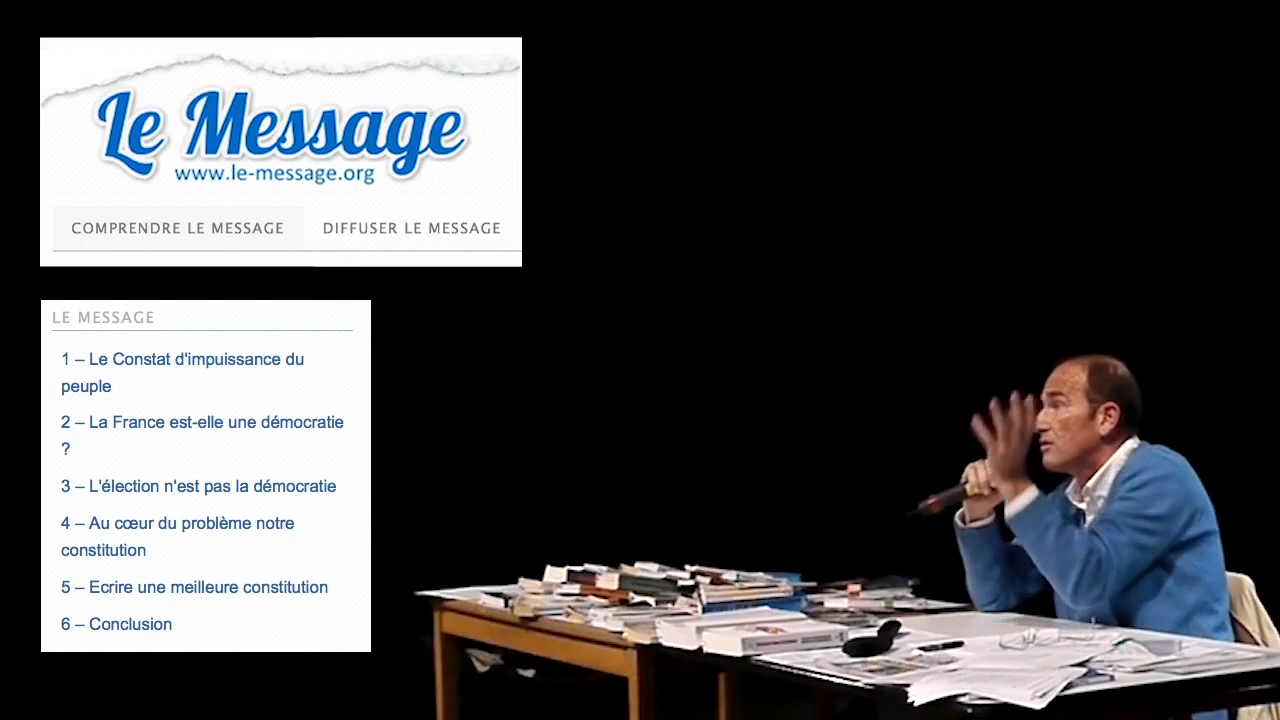 Le Message
www.le-message.org
COMPRENDRE LE MESSAGE DIFFUSER LE MESSAGE
LE MESSAGE
1 – Le Constat d'impuissance du
peuple
2 – La France est-elle une démocratie
?
3 – L'élection n'est pas la démocratie
4 – Au cœur du problème notre
constitution
5 – Ecrire une meilleure constitution
6 – Conclusion